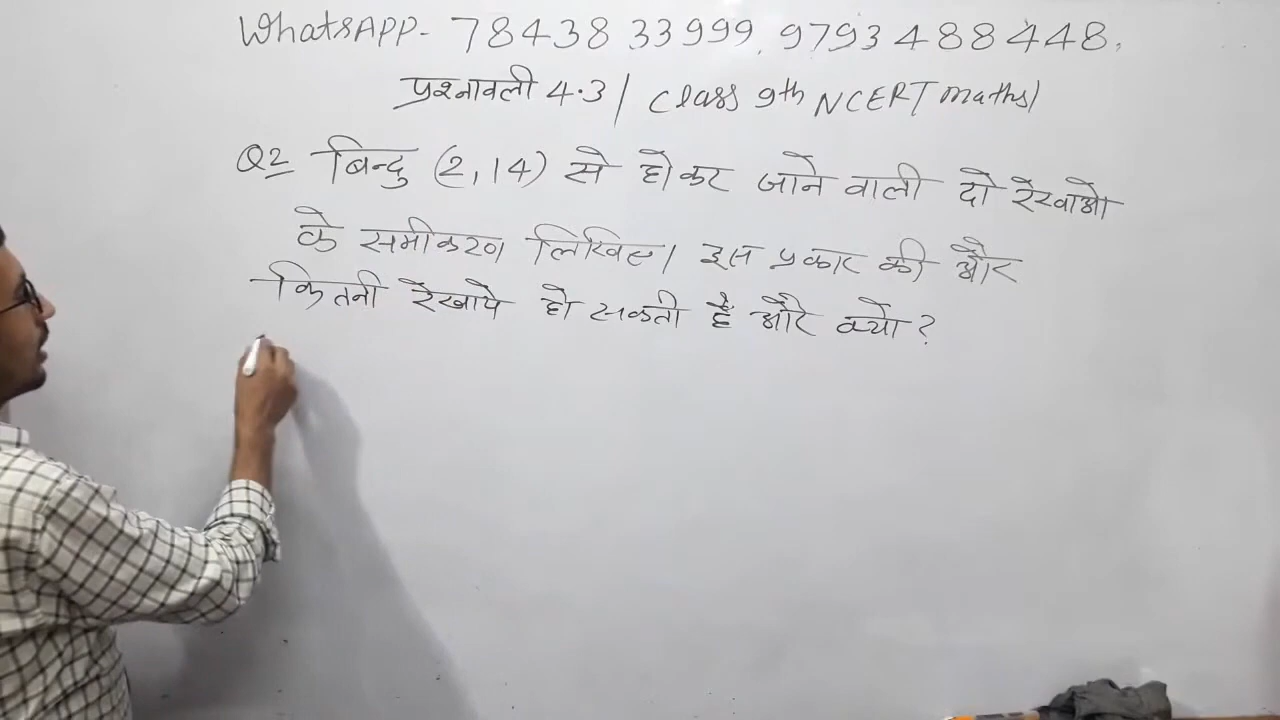 WhatsAPP- 78438 33999, 9793488448,
प्रश्नावली 4.3 / Class 9th NCERT maths /
Q2 बिन्दु (2,14) से होकर जाने वाली दो रेखाओ
के समीकरण लिखिए। इस प्रकार की और
कितनी रेखाये हो सकती हैं और क्यो?